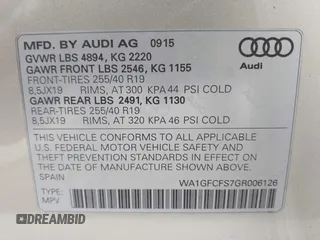 MFD. BY AUDI AG 0915
GVWR LBS 4894, KG 2220
GAWR FRONT LBS 2546, KG 1155
FRONT-TIRES 255/40 R19
8,5JX19 RIMS, AT 300 KPA 44 PSI COLD
GAWR REAR LBS 2491, KG 1130
REAR-TIRES 255/40 R19
8,5JX19 RIMS, AT 320 KPA 46 PSI COLD
Audi
THIS VEHICLE CONFORMS TO ALL APPLICABLE
U.S. FEDERAL MOTOR VEHICLE SAFETY BUMPER AND
THEFT PREVENTION STANDARDS IN EFFECT ON THE
DATE OF MANUFACTURE SHOWN ABOVE.
SPAIN
TYPE: WA1GFCFS7GR006126
MPV
DREAMBID